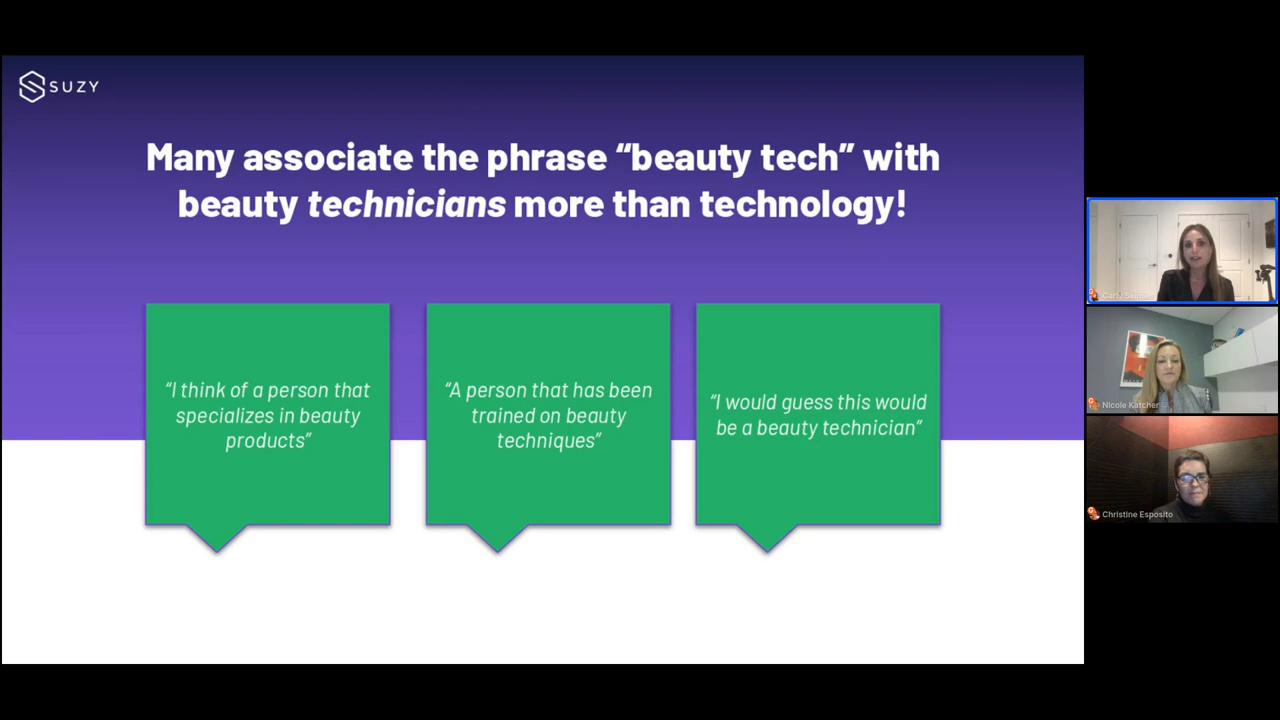 SUZY
Many associate the phrase “beauty tech” with
beauty technicians more than technology!
“I think of a person that
specializes in beauty
products”
“A person that has been
trained on beauty
techniques”
“I would guess this would
be a beauty technician”
Nicole Katcher
Christine Esposito